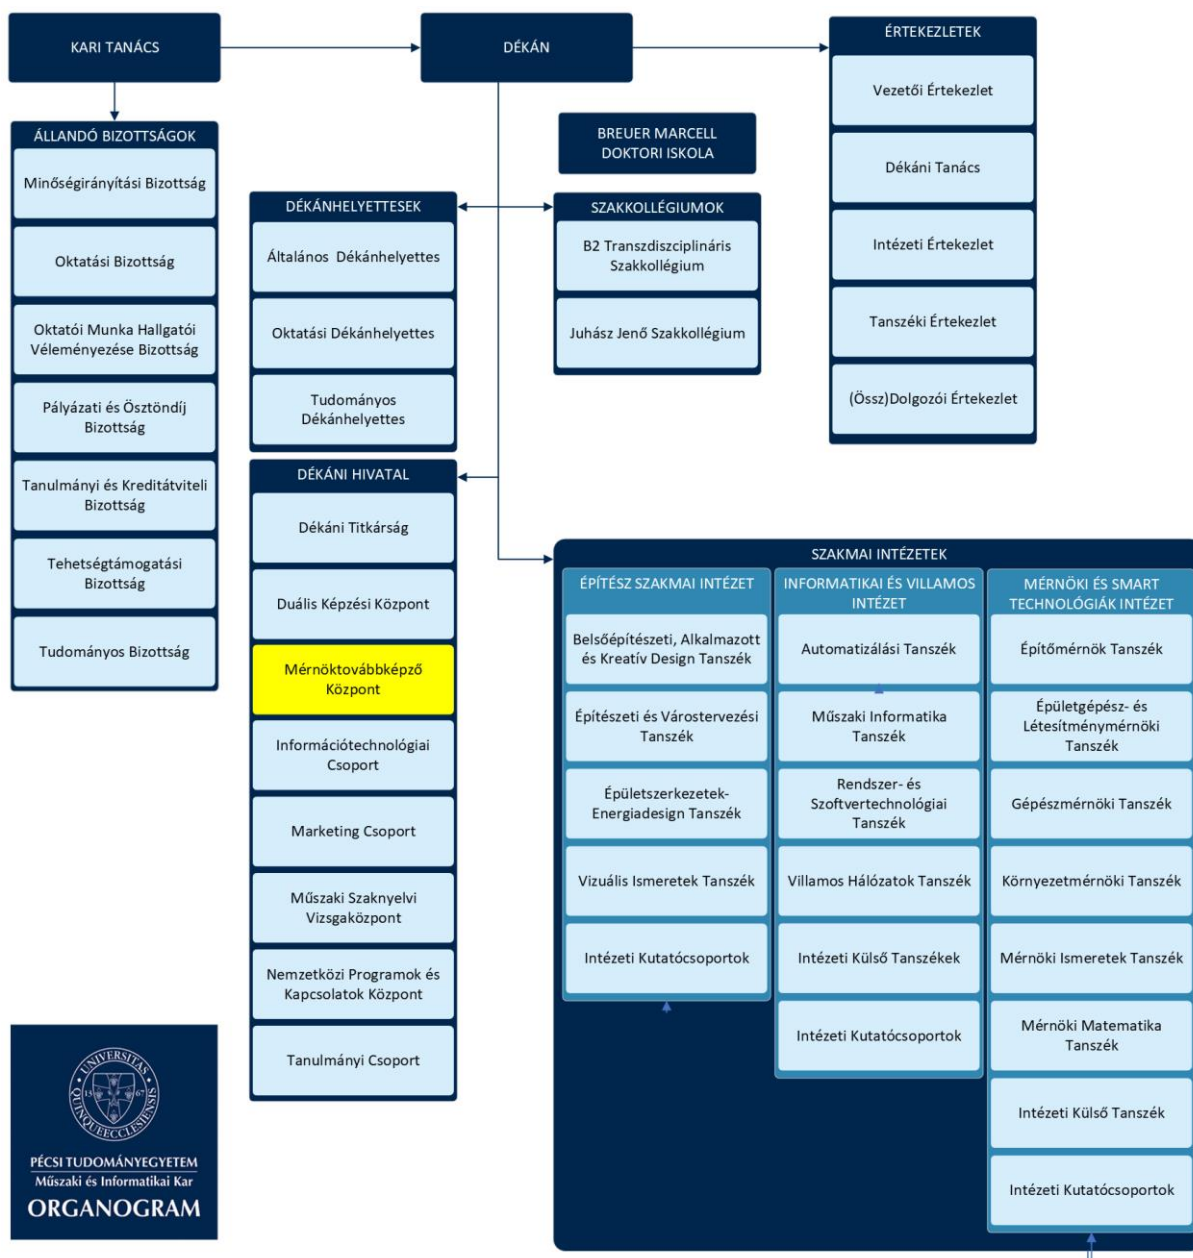 KARI TANÁCS
DÉKÁN
ÉRTEKEZLETEK
Vezetői Értekezlet
Dékáni Tanács
Intézeti Értekezlet
Tanszéki Értekezlet
(Össz)Dolgozói Értekezlet
ÁLLANDÓ BIZOTTSÁGOK
Minőségirányítási Bizottság
Oktatási Bizottság
Oktatói Munka Hallgatói
Véleményezése Bizottság
Pályázati és Ösztöndíj
Bizottság
Tanulmányi és Kreditátviteli
Bizottság
Tehetségtámogatási
Bizottság
Tudományos Bizottság
BREUER MARCELL
DOKTORI ISKOLA
DÉKÁNHELYETTESEK
Általános Dékánhelyettes
Oktatási Dékánhelyettes
Tudományos
Dékánhelyettes
SZAKKOLLÉGIUMOK
B2 Transzdiszciplináris
Szakkollégium
Juhász Jenő Szakkollégium
DÉKÁNI HIVATAL
Dékáni Titkárság
Duális Képzési Központ
Mérnöktovábbképző
Központ
Információtechnológiai
Csoport
Marketing Csoport
Műszaki Szaknyelvi
Vizsgaközpont
Nemzetközi Programok és
Kapcsolatok Központ
Tanulmányi Csoport
SZAKMAI INTÉZETEK
ÉPÍTÉSZ SZAKMAI INTÉZET
Belsőépítészeti, Alkalmazott
és Kreatív Design Tanszék
Építészeti és Várostervezési
Tanszék
Épületszerkezetek-
Energiadesign Tanszék
Vizuális Ismeretek Tanszék
Intézeti Kutatócsoportok
INFORMATIKAI ÉS VILLAMOS
INTÉZET
Automatizálási Tanszék
Műszaki Informatika
Tanszék
Rendszer- és
Szoftvertechnológiai
Tanszék
Villamos Hálózatok Tanszék
Intézeti Külső Tanszékek
Intézeti Kutatócsoportok
MÉRNÖKI ÉS SMART
TECHNOLÓGIÁK INTÉZET
Építőmérnök Tanszék
Épületgépész- és
Létesítménymérnöki
Tanszék
Gépészmérnöki Tanszék
Környezetmérnöki Tanszék
Mérnöki Ismeretek Tanszék
Mérnöki Matematika
Tanszék
Intézeti Külső Tanszék
Intézeti Kutatócsoportok
UNIVERSITAS
13 67
QUINQUEECCLESIENSIS
PÉCSI TUDOMÁNYEGYETEM
Műszaki és Informatikai Kar
ORGANOGRAM